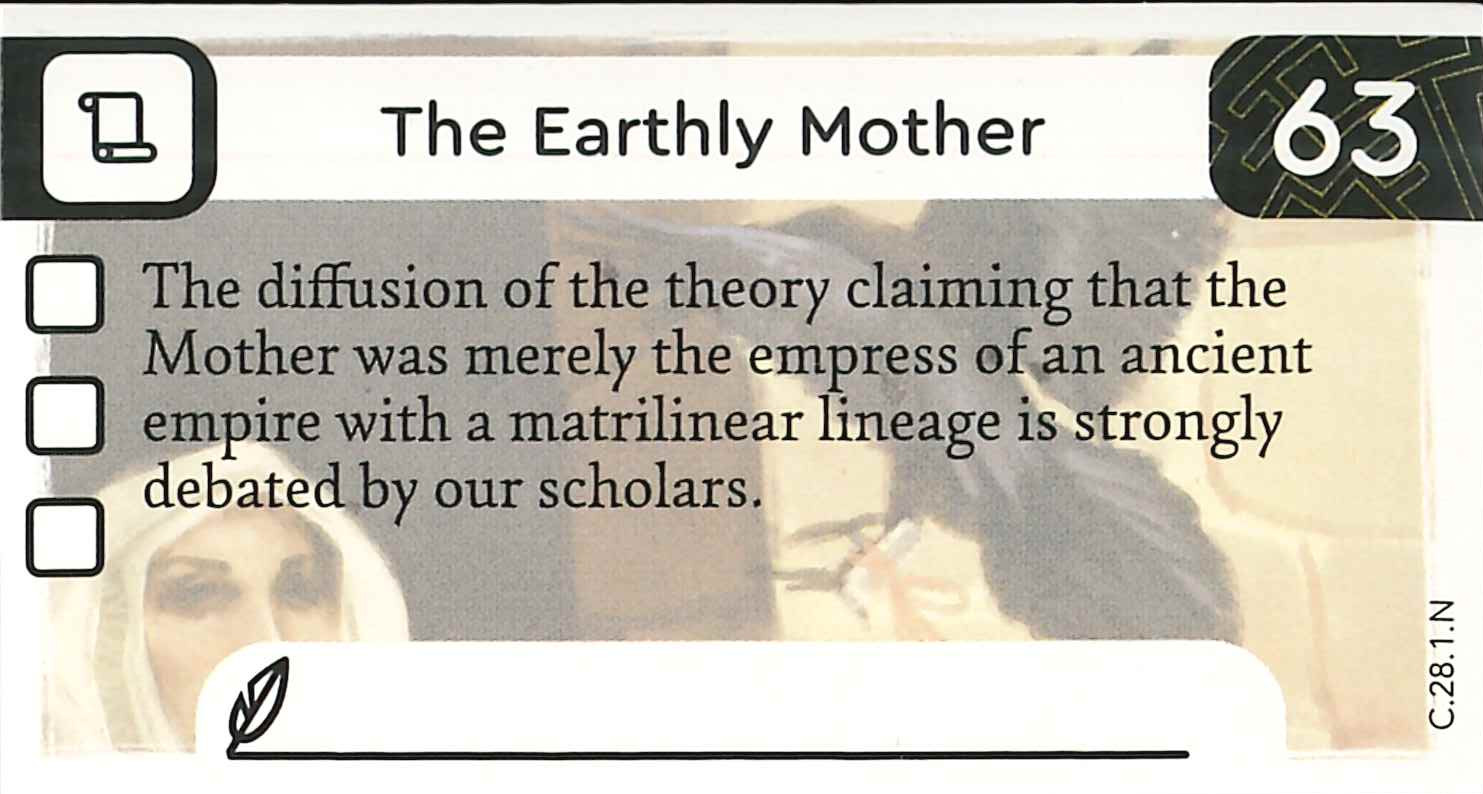 The Earthly Mother
63
The diffusion of the theory claiming that the
Mother was merely the empress of an ancient
empire with a matrilinear lineage is strongly
debated by our scholars.
C.28.1.N